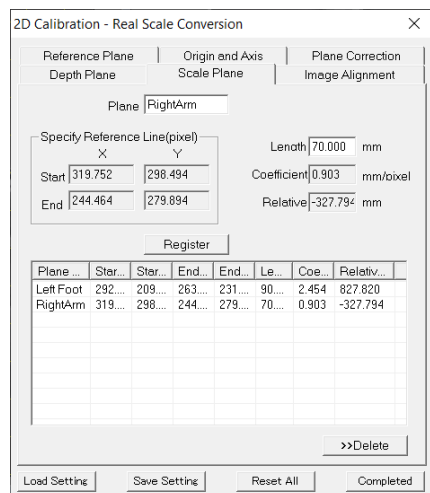 2D Calibration - Real Scale Conversion
Reference Plane Origin and Axis Plane Correction
Depth Plane Scale Plane Image Alignment
Plane RightArm
Specify Reference Line(pixel)
X Y
Start 319.752 298.494
End 244.464 279.894
Length 70.000 mm
Coefficient 0.903 mm/pixel
Relative -327.794 mm
Register
Plane ... Star... Star... End... End... Le... Coe... Relativ...
Left Foot 292.... 209.... 263.... 231.... 90.... 2.454 827.820
RightArm 319... 298... 244.... 279... 70.... 0.903 -327.794
>>Delete
Load Setting Save Setting Reset All Completed